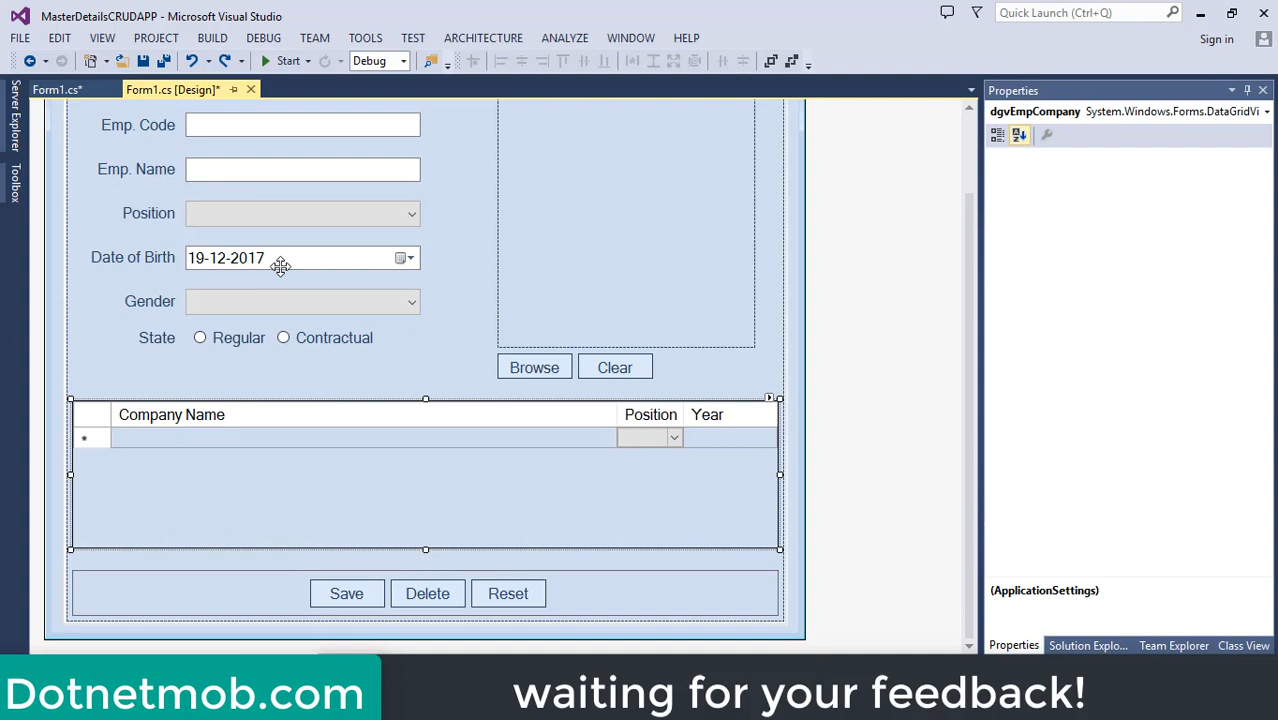 MasterDetailsCRUDAPP - Microsoft Visual Studio
Quick Launch (Ctrl+Q)
FILE EDIT VIEW PROJECT BUILD DEBUG TEAM TOOLS TEST ARCHITECTURE ANALYZE WINDOW HELP
Sign in
Start Debug
Server Explorer
Toolbox
Form1.cs* Form1.cs [Design]*
Properties
dgvEmpCompany System.Windows.Forms.DataGridVi
Emp. Code
Emp. Name
Position
Date of Birth 19-12-2017
Gender
State Regular Contractual
Browse Clear
Company Name Position Year
Save Delete Reset
(ApplicationSettings)
Properties Solution Explo... Team Explorer Class View
Dotnetmob.com waiting for your feedback!